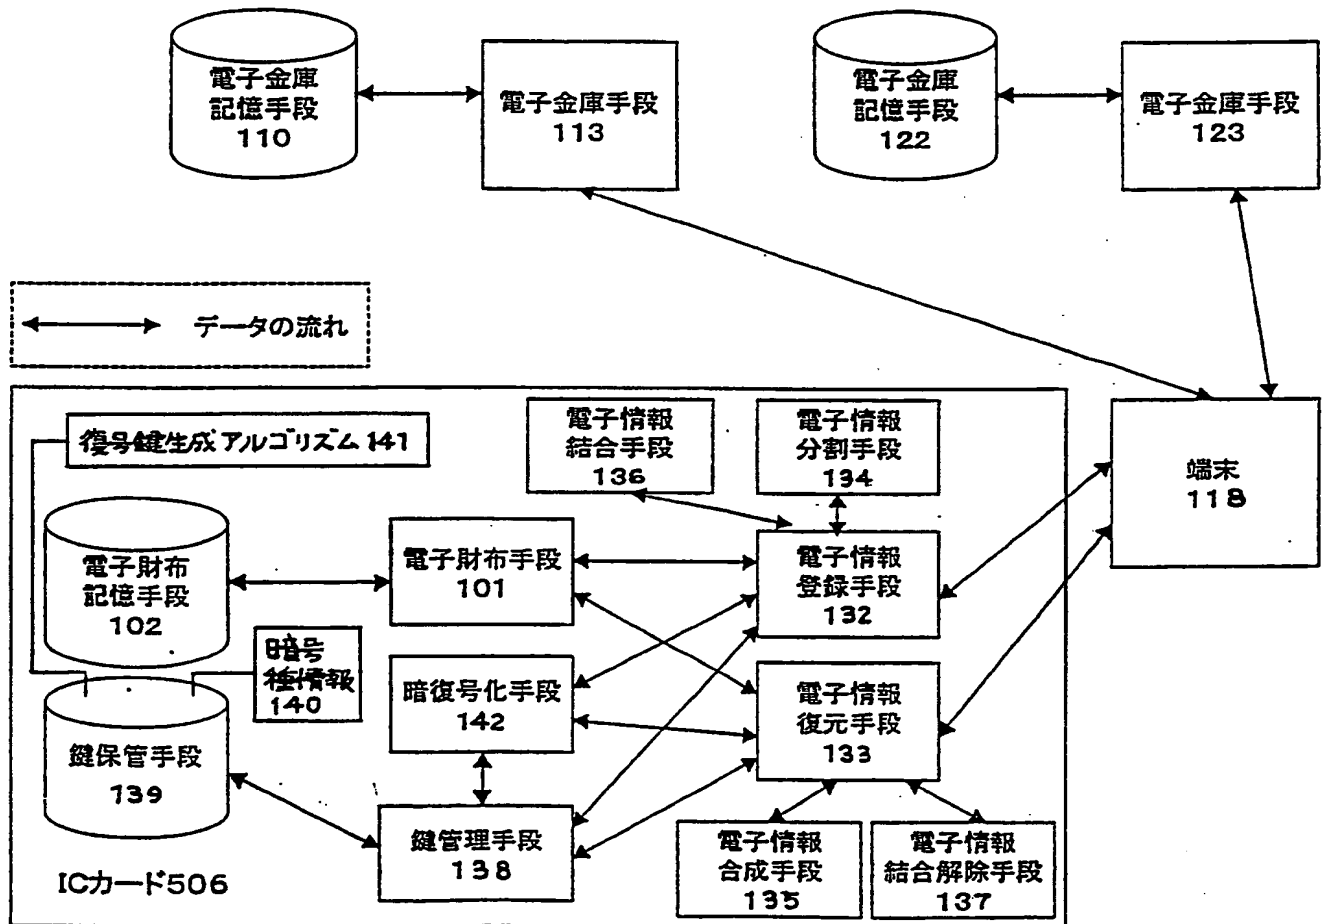 電子金庫
記憶手段
110
電子金庫手段
113
電子金庫
記憶手段
122
電子金庫手段
123
データの流れ
復号鍵生成アルゴリズム141
電子情報
結合手段
136
電子情報
分割手段
134
端末
118
電子財布
記憶手段
102
電子財布手段
101
電子情報
登録手段
132
暗号
種情報
140
暗復号化手段
142
電子情報
復元手段
133
鍵保管手段
139
鍵管理手段
138
電子情報
合成手段
135
電子情報
結合解除手段
137
ICカード506